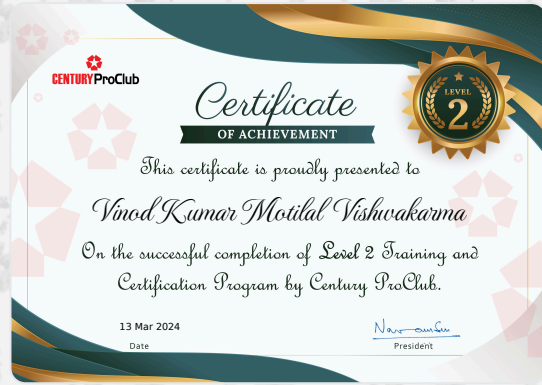 CENTURY ProClub
Certificate
OF ACHIEVEMENT
LEVEL
2
This certificate is proudly presented to
Vinod Kumar Motilal Vishwakarma
On the successful completion of Level 2 Training and
Certification Program by Century ProClub.
13 Mar 2024
Date
President